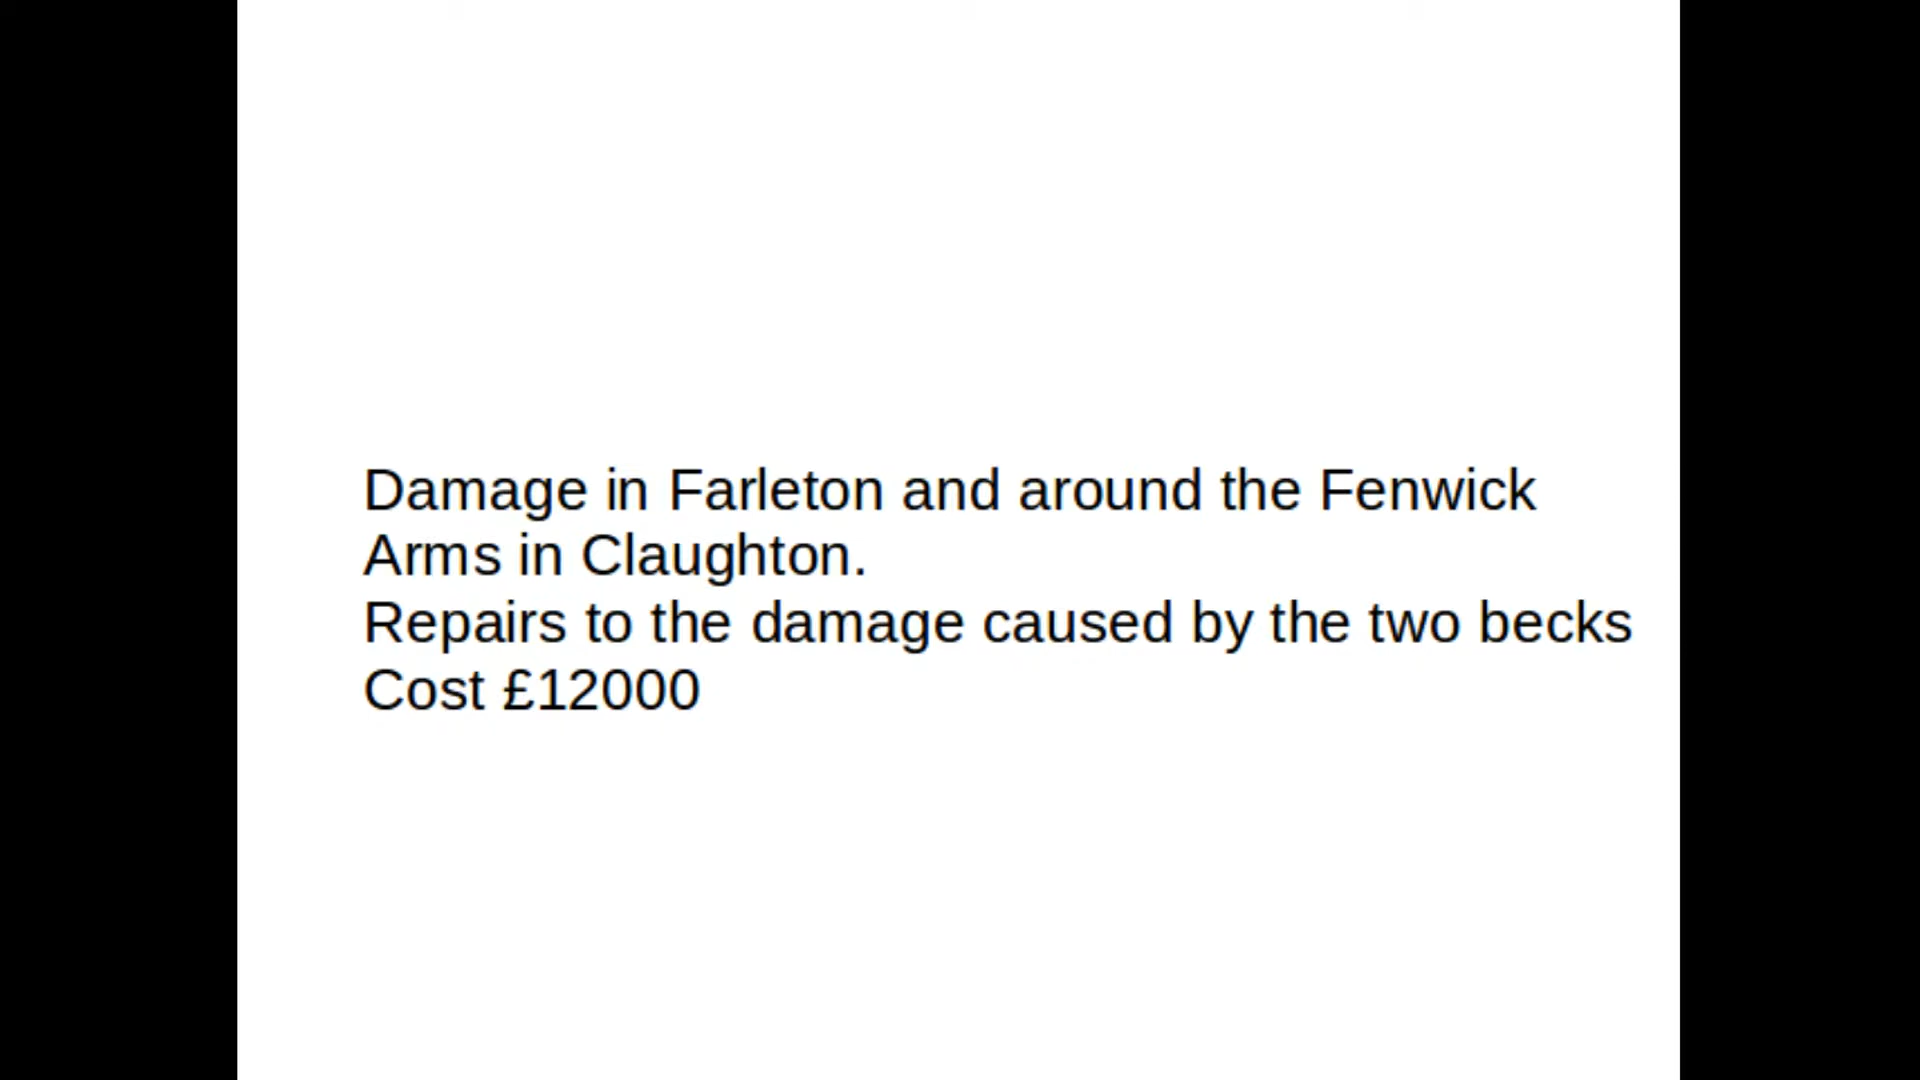 Damage in Farleton and around the Fenwick
Arms in Claughton.
Repairs to the damage caused by the two becks
Cost £12000